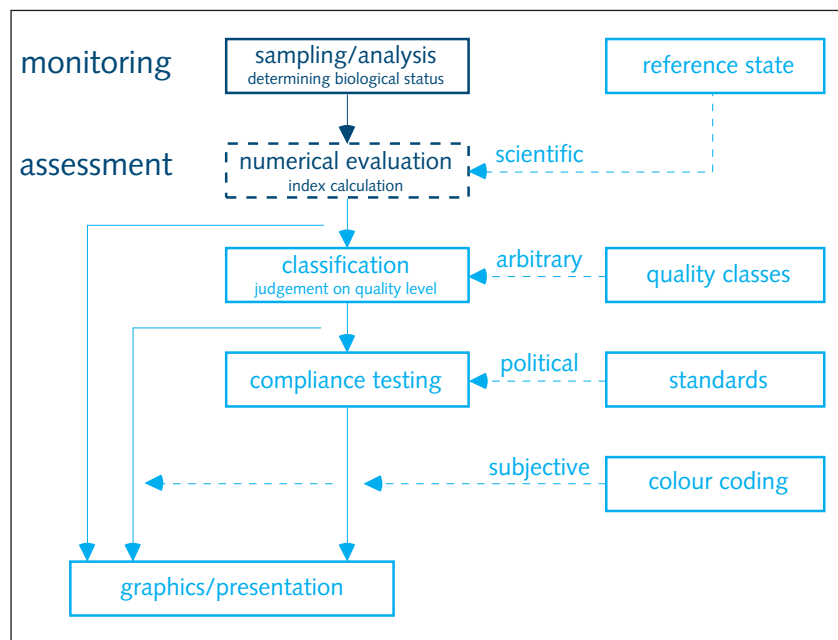 monitoring
sampling/analysis
determining biological status
reference state
assessment
numerical evaluation
index calculation
scientific
classification
judgement on quality level
arbitrary
quality classes
compliance testing
political
standards
subjective
colour coding
graphics/presentation